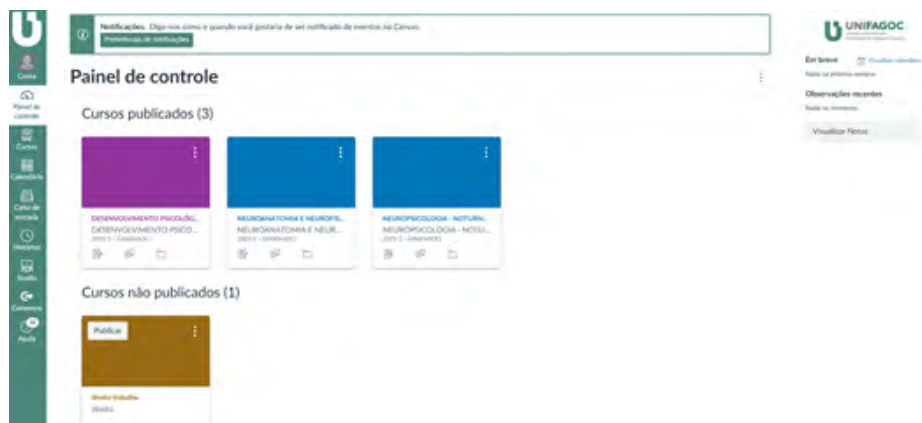 Notificações. Diga-nos como e quando você gostaria de ser notificado de eventos no Canvas.
Preferências de notificações
Painel de controle
Cursos publicados (3)
DESENVOLVIMENTO PSICOLÓG...
DESENVOLVIMENTO PSICO...
NEUROANATOMIA E NEUROFIS...
NEUROANATOMIA E NEUR...
NEUROPSICOLOGIA - NOTURN...
NEUROPSICOLOGIA - NOTU...
Cursos não publicados (1)
Publicar
Conta
Painel de
controle
Cursos
Calendário
Caixa de
entrada
Histórico
Studio
Commons
Ajuda
UNIFAGOC
Em breve
Visualizar calendário
Nada na próxima semana
Observações recentes
Nada no momento
Visualizar Notas